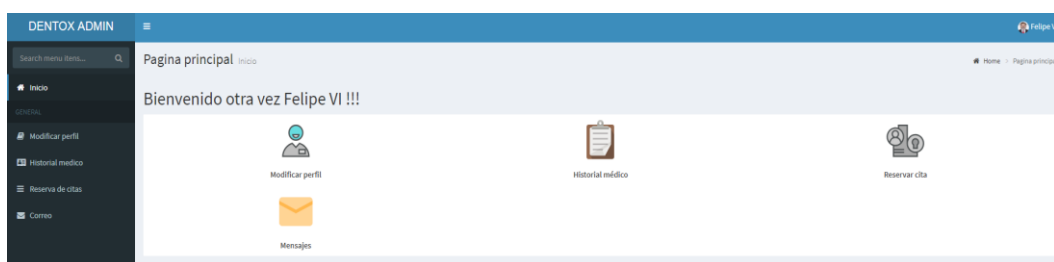 DENTOX ADMIN
Felipe V
Search menu itens...
Pagina principal Inicio
Home > Pagina principa
Inicio
Bienvenido otra vez Felipe VI !!!
GENERAL
Modificar perfil
Historial medico
Reserva de citas
Correo
Modificar perfil
Historial médico
Reservar cita
Mensajes